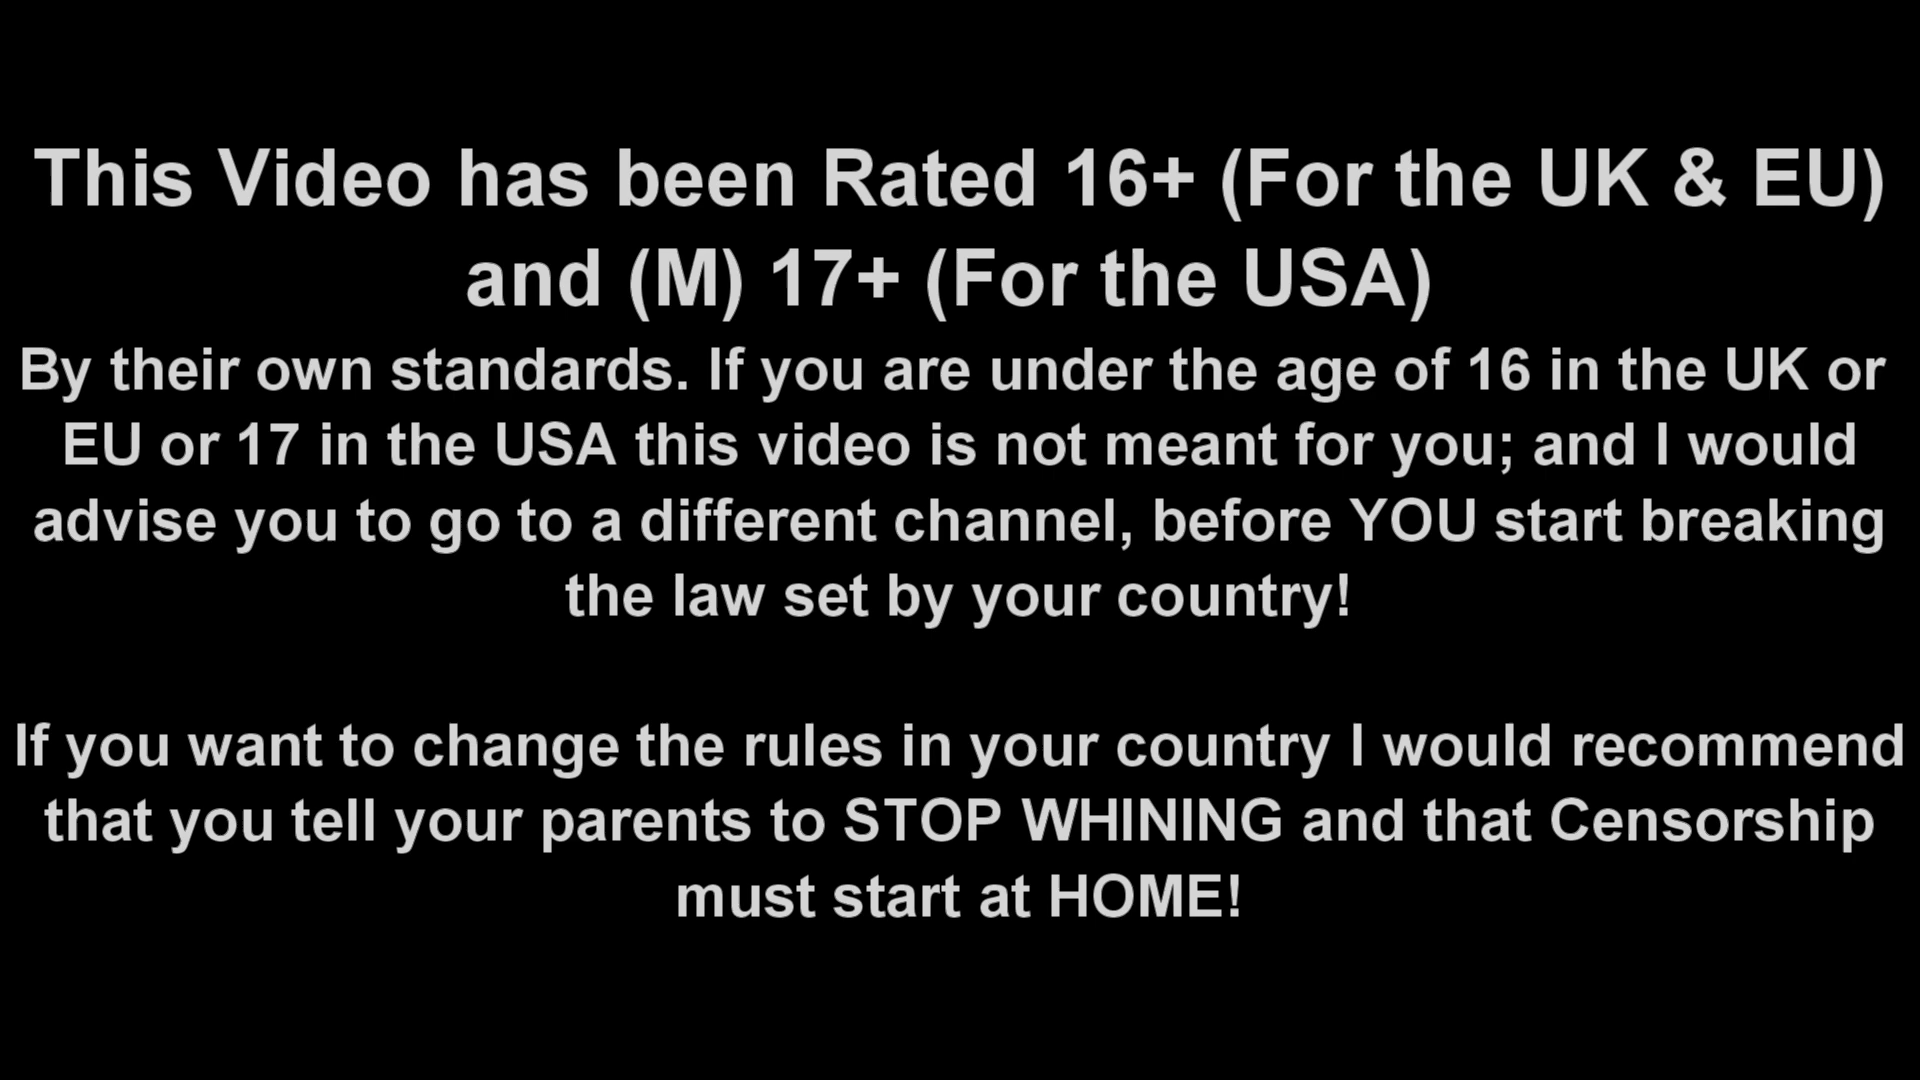 This Video has been Rated 16+ (For the UK & EU)
and (M) 17+ (For the USA)
By their own standards. If you are under the age of 16 in the UK or
EU or 17 in the USA this video is not meant for you; and I would
advise you to go to a different channel, before YOU start breaking
the law set by your country!
If you want to change the rules in your country I would recommend
that you tell your parents to STOP WHINING and that Censorship
must start at HOME!